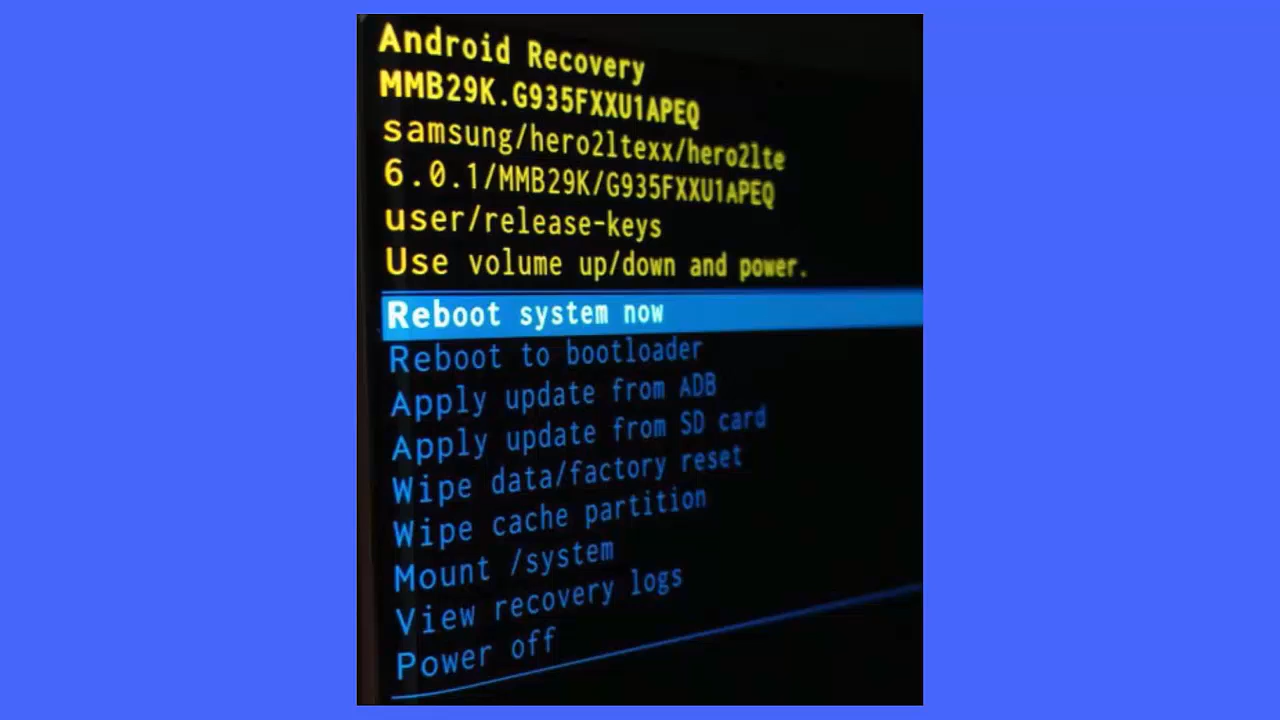 Android Recovery
MMB29K.G935FXXU1APEQ
samsung/hero2ltexx/hero2lte
6.0.1/MMB29K/G935FXXU1APEQ
user/release-keys
Use volume up/down and power.
Reboot system now
Reboot to bootloader
Apply update from ADB
Apply update from SD card
Wipe data/factory reset
Wipe cache partition
Mount /system
View recovery logs
Power off